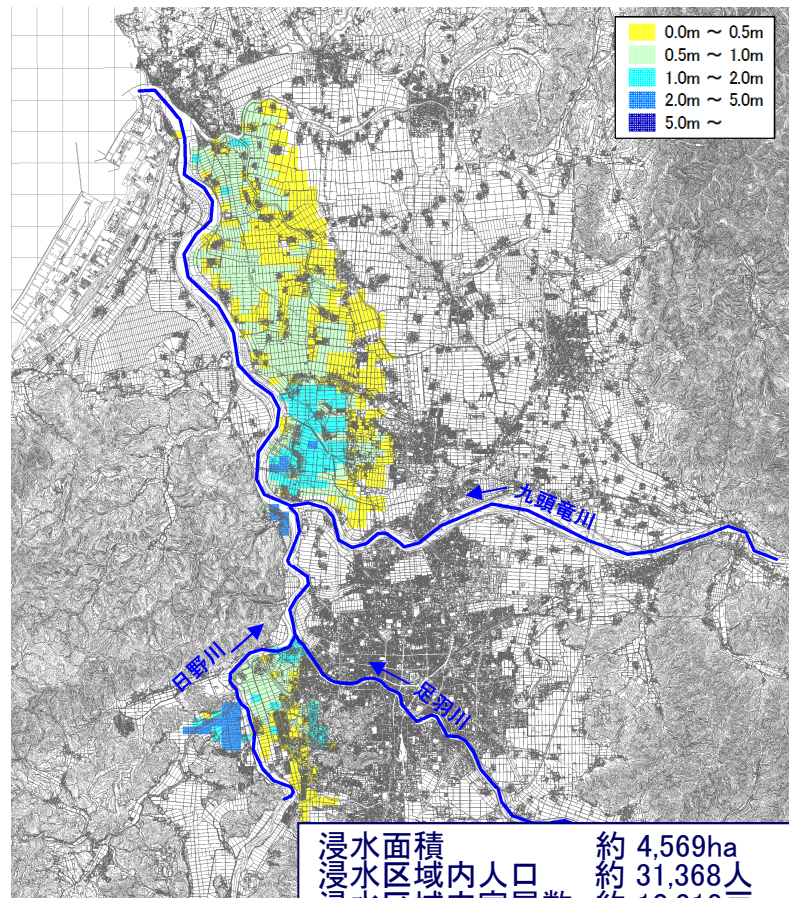 0.0m ～ 0.5m
0.5m ～ 1.0m
1.0m ～ 2.0m
2.0m ～ 5.0m
5.0m ～
九頭竜川
日野川
足羽川
浸水面積 約 4,569ha
浸水区域内人口 約 31,368人